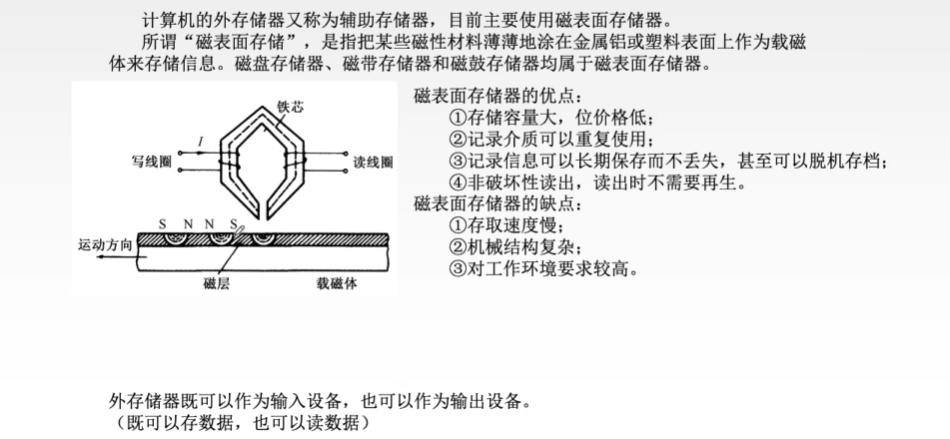 计算机的外存储器又称为辅助存储器，目前主要使用磁表面存储器。
所谓“磁表面存储”，是指把某些磁性材料薄薄地涂在金属铝或塑料表面上作为载磁
体来存储信息。磁盘存储器、磁带存储器和磁鼓存储器均属于磁表面存储器。
铁芯
I
写线圈
读线圈
S N N S
运动方向
磁层
载磁体
磁表面存储器的优点：
①存储容量大，位价格低；
②记录介质可以重复使用；
③记录信息可以长期保存而不丢失，甚至可以脱机存档；
④非破坏性读出，读出时不需要再生。
磁表面存储器的缺点：
①存取速度慢；
②机械结构复杂；
③对工作环境要求较高。
外存储器既可以作为输入设备，也可以作为输出设备。
（既可以存数据，也可以读数据）